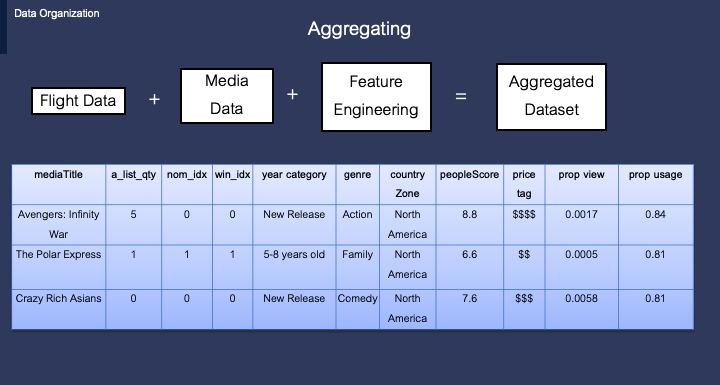 Data Organization
Aggregating
Flight Data + Media Data + Feature Engineering = Aggregated Dataset
mediaTitle a_list_qty nom_idx win_idx year category genre country Zone peopleScore price tag prop view prop usage
Avengers: Infinity War 5 0 0 New Release Action North America 8.8 $$$$ 0.0017 0.84
The Polar Express 1 1 1 5-8 years old Family North America 6.6 $$ 0.0005 0.81
Crazy Rich Asians 0 0 0 New Release Comedy North America 7.6 $$$ 0.0058 0.81